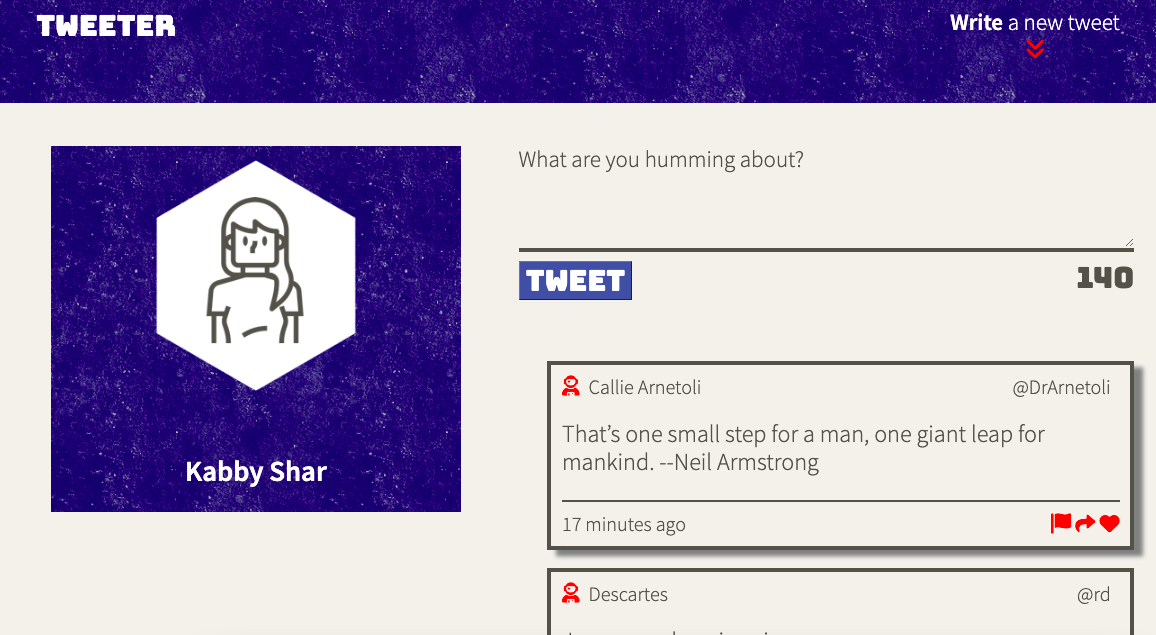 TWEETER
Write a new tweet
Kabby Shar
What are you humming about?
TWEET
140
Callie Arnetoli
@DrArnetoli
That’s one small step for a man, one giant leap for
mankind. --Neil Armstrong
17 minutes ago
Descartes
@rd